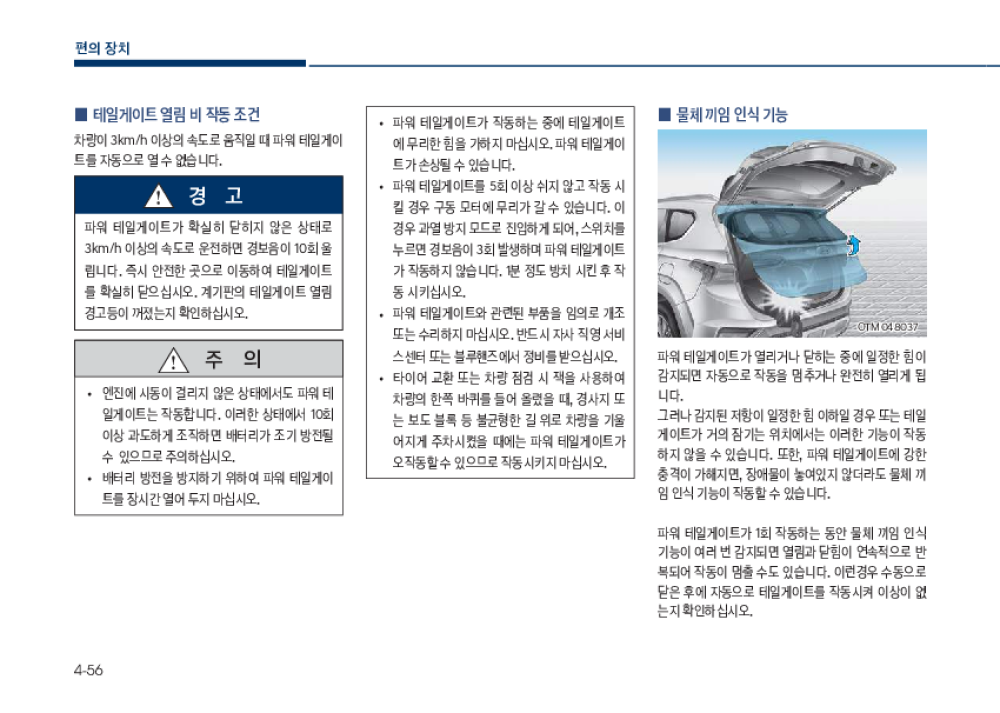 편의 장치
■ 테일게이트 열림 비 작동 조건
차량이 3km/h 이상의 속도로 움직일 때 파워 테일게이
트를 자동으로 열 수 없습니다.
경 고
파워 테일게이트가 확실히 닫히지 않은 상태로
3km/h 이상의 속도로 운전하면 경보음이 10회 울
립니다. 즉시 안전한 곳으로 이동하여 테일게이트
를 확실히 닫으십시오. 계기판의 테일게이트 열림
경고등이 꺼졌는지 확인하십시오.
주 의
• 엔진에 시동이 걸리지 않은 상태에서도 파워 테
일게이트는 작동합니다. 이러한 상태에서 10회
이상 과도하게 조작하면 배터리가 조기 방전될
수 있으므로 주의하십시오.
• 배터리 방전을 방지하기 위하여 파워 테일게이
트를 장시간 열어 두지 마십시오.
• 파워 테일게이트가 작동하는 중에 테일게이트
에 무리한 힘을 가하지 마십시오. 파워 테일게이
트가 손상될 수 있습니다.
• 파워 테일게이트를 5회 이상 쉬지 않고 작동 시
킬 경우 구동 모터에 무리가 갈 수 있습니다. 이
경우 과열 방지 모드로 진입하게 되어, 스위치를
누르면 경보음이 3회 발생하며 파워 테일게이트
가 작동하지 않습니다. 1분 정도 방치 시킨 후 작
동 시키십시오.
• 파워 테일게이트와 관련된 부품을 임의로 개조
또는 수리하지 마십시오. 반드시 자사 직영 서비
스센터 또는 블루핸즈에서 정비를 받으십시오.
• 타이어 교환 또는 차량 점검 시 잭을 사용하여
차량의 한쪽 바퀴를 들어 올렸을 때, 경사지 또
는 보도 블록 등 불균형한 길 위로 차량을 기울
어지게 주차시켰을 때에는 파워 테일게이트가
오작동할 수 있으므로 작동시키지 마십시오.
■ 물체 끼임 인식 기능
OTM048037
파워 테일게이트가 열리거나 닫히는 중에 일정한 힘이
감지되면 자동으로 작동을 멈추거나 완전히 열리게 됩
니다.
그러나 감지된 저항이 일정한 힘 이하일 경우 또는 테일
게이트가 거의 잠기는 위치에서는 이러한 기능이 작동
하지 않을 수 있습니다. 또한, 파워 테일게이트에 강한
충격이 가해지면, 장애물이 놓여있지 않더라도 물체 끼
임 인식 기능이 작동할 수 있습니다.
파워 테일게이트가 1회 작동하는 동안 물체 끼임 인식
기능이 여러 번 감지되면 열림과 닫힘이 연속적으로 반
복되어 작동이 멈출 수도 있습니다. 이런경우 수동으로
닫은 후에 자동으로 테일게이트를 작동시켜 이상이 없
는지 확인하십시오.
4-56